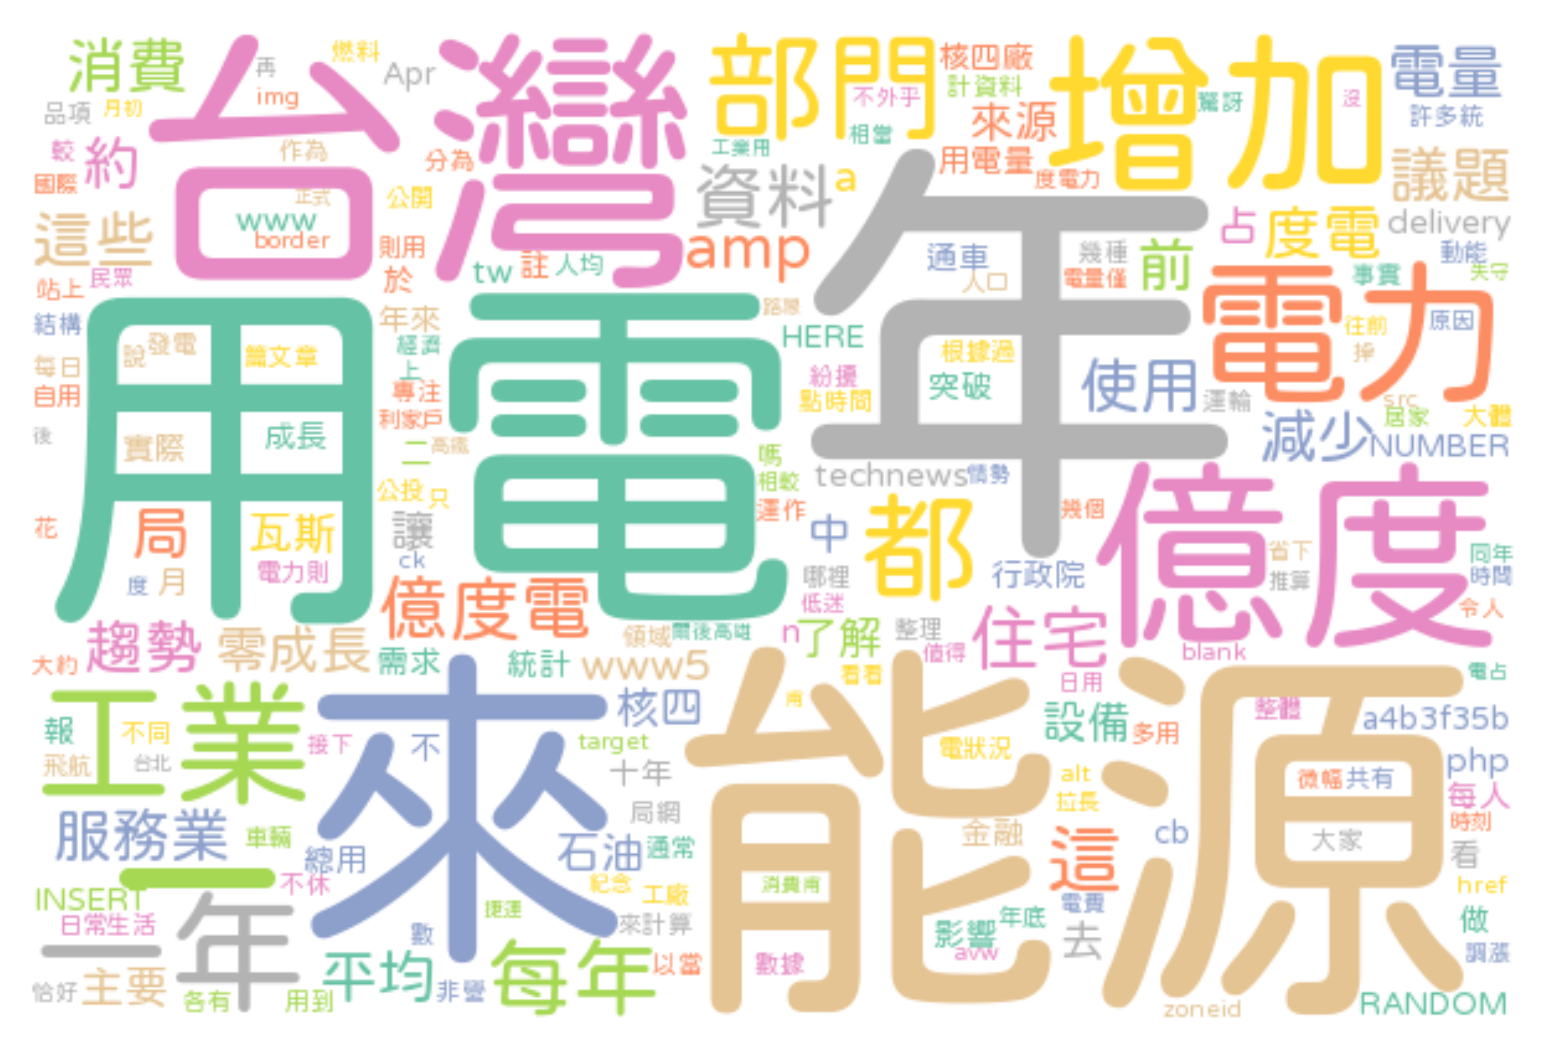 消費
台灣
再
燃料
Apr
img
品項
月初
部門
核四廠
計資料
不外乎
增加
電量
驚訝
沒
許多統
較
約
作為
分為
工業用
相當
來源
用電量
度電力
國際
正式
公開
資料
a
議題
這些
www
border
則用
amp
年
占
度電
delivery
民眾
站上
於
tw
註
人均
通車
人口
幾種
電量僅
前
動能
事實
失守
結構
年來
用電
HERE
電力
往前
原因
說
發電
篇文章
經濟
上
根據過
每日
自用
專注
紛擾
點時間
突破
使用
運輸
src
居家
大體
利家戶
後
實際
成長
二
高鐵
嗎
相較
technews
情勢
減少
NUMBER
公投
只
運作
幾個
億度
花
局
瓦斯
讓
ck
中
都
行政院
省下
推算
同年
時間
電力則
度
月
哪裡
低迷
令人
億度電
領域
爾後高雄
n
了解
整理
值得
住宅
blank
大約
趨勢
零成長
需求
統計
www5
看看
日用
電占
工業
來
能源
核四
設備
多用
整體
a4b3f35b
報
不同
飛航
台北
接下
不
target
十年
電狀況
alt
拉長
微幅
共有
php
每人
局網
服務業
車輛
總用
石油
通常
金融
這
cb
大家
時刻
看
一
不休
紀念
工廠
消費
href
INSERT
日常生活
捷運
來計算
影響
年底
電費
去
做
一年
數
avw
調漲
恰好
主要
各有
用到
平均
非營
每年
以當
數據
zoneid
RANDOM